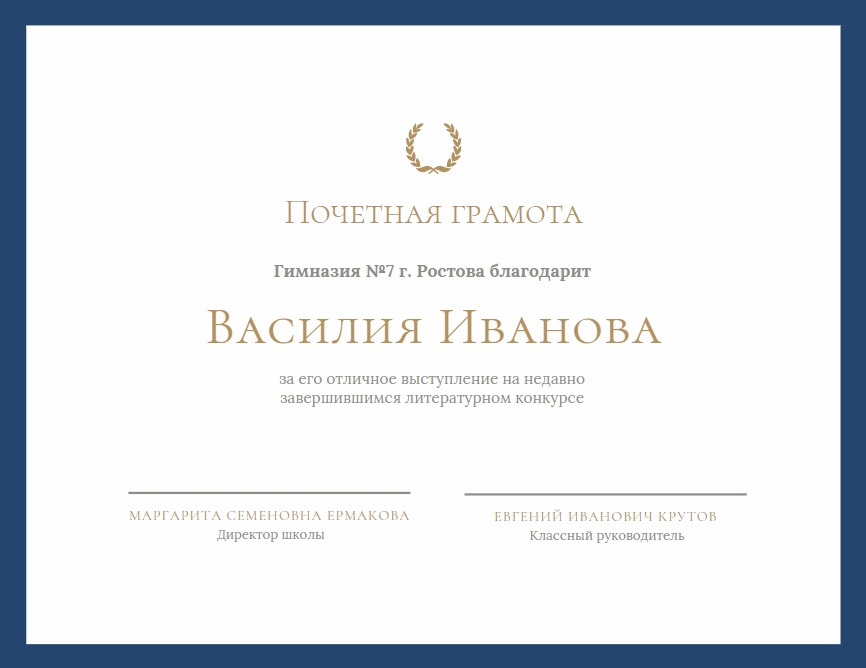 Почетная грамота
Гимназия №7 г. Ростова благодарит
Василия Иванова
за его отличное выступление на недавно
завершившимся литературном конкурсе
МАРГАРИТА СЕМЕНОВНА ЕРМАКОВА
Директор школы
ЕВГЕНИЙ ИВАНОВИЧ КРУТОВ
Классный руководитель